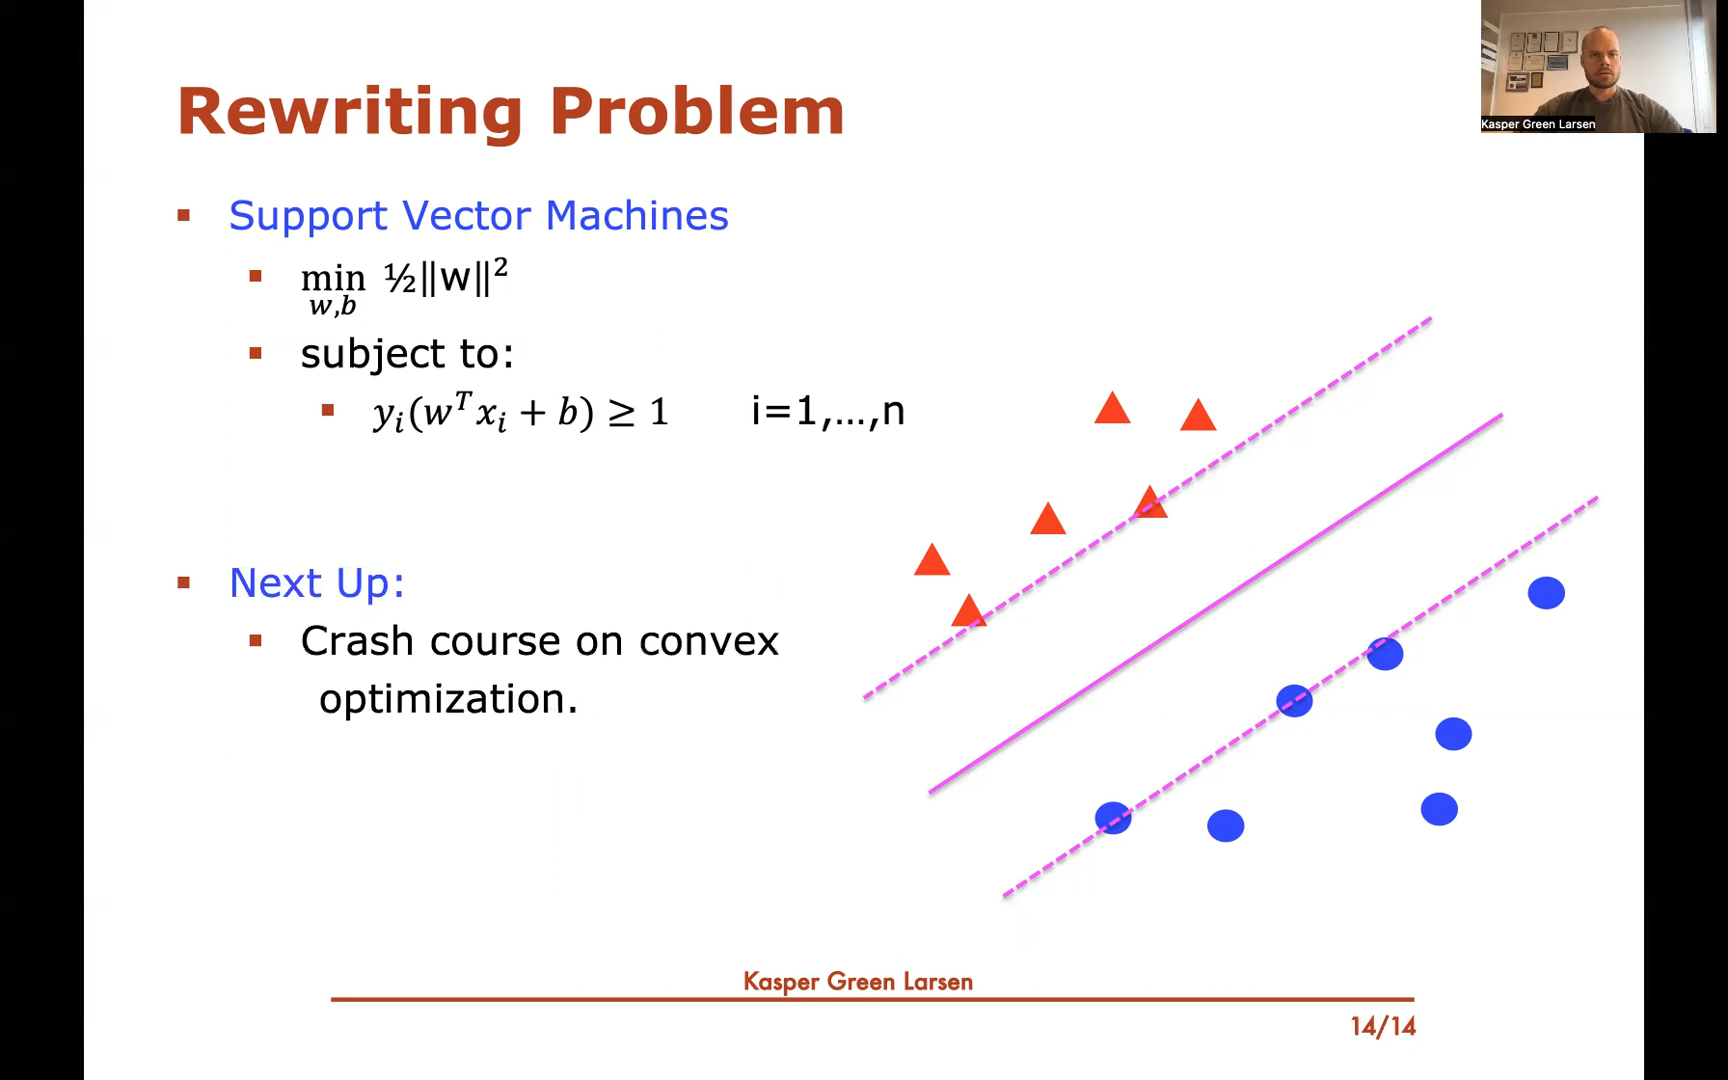 Kasper Green Larsen
Rewriting Problem
▪ Support Vector Machines
▪ min ½‖w‖²
w,b
▪ subject to:
▪ yᵢ(wᵀxᵢ + b) ≥ 1 i=1,...,n
▪ Next Up:
▪ Crash course on convex
optimization.
Kasper Green Larsen
14/14